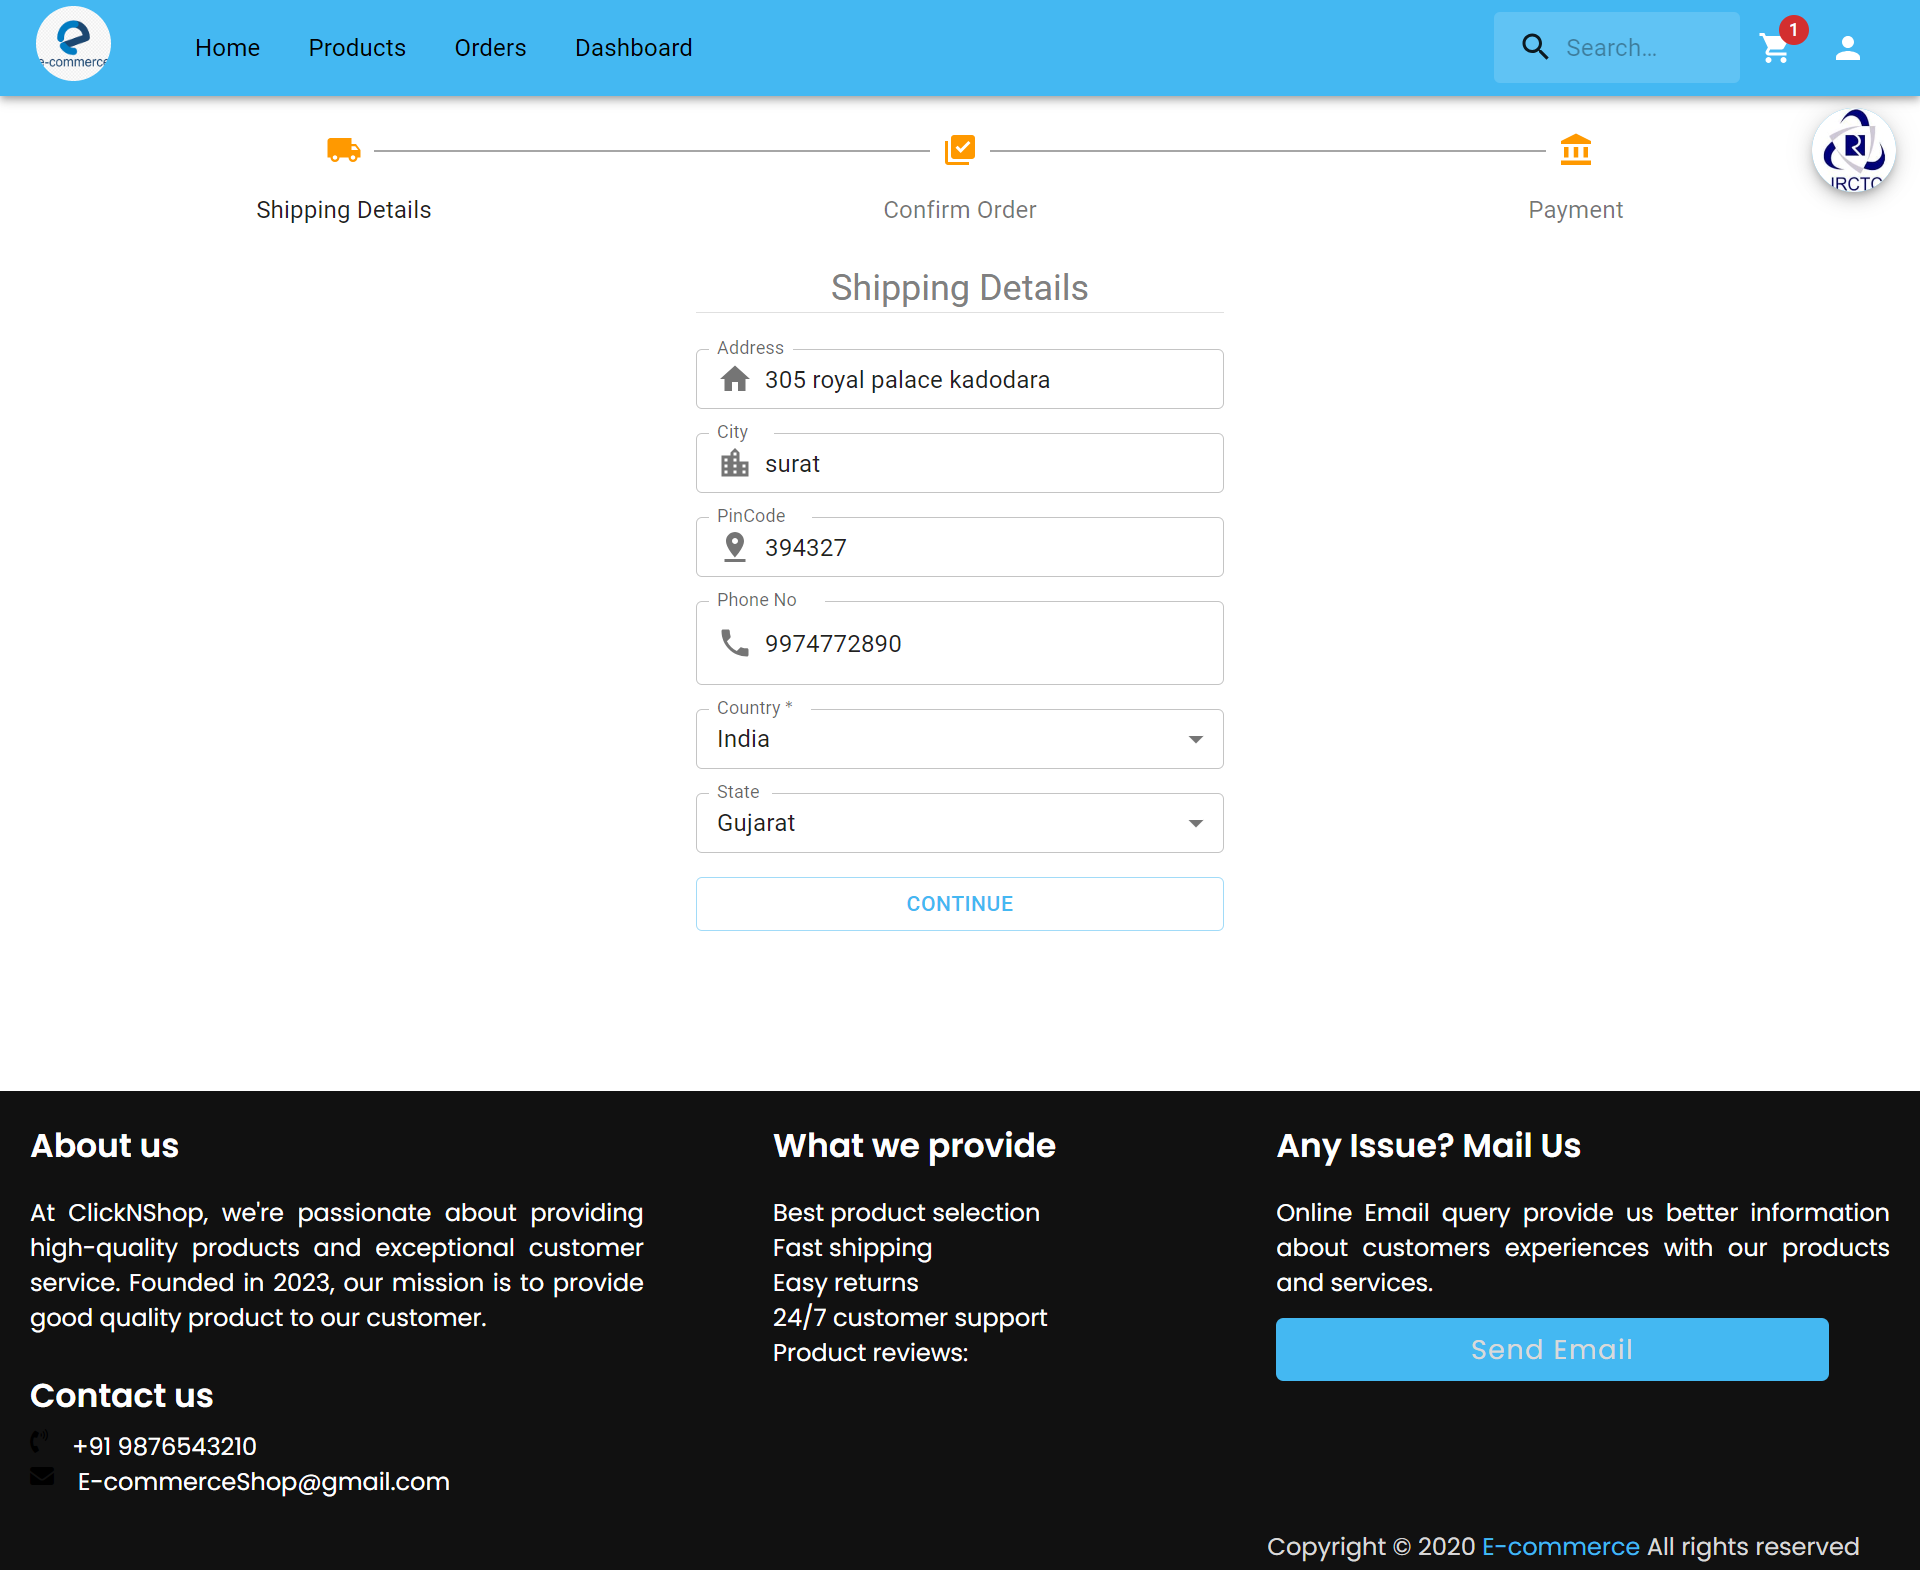 e-commerce
Home
Products
Orders
Dashboard
Search...
1
IRCTC
Shipping Details
Confirm Order
Payment
Shipping Details
Address
305 royal palace kadodara
City
surat
PinCode
394327
Phone No
9974772890
Country *
India
State
Gujarat
CONTINUE
About us
At ClickNShop, we're passionate about providing
high-quality products and exceptional customer
service. Founded in 2023, our mission is to provide
good quality product to our customer.
Contact us
+91 9876543210
E-commerceShop@gmail.com
What we provide
Best product selection
Fast shipping
Easy returns
24/7 customer support
Product reviews:
Any Issue? Mail Us
Online Email query provide us better information
about customers experiences with our products
and services.
Send Email
Copyright © 2020 E-commerce All rights reserved